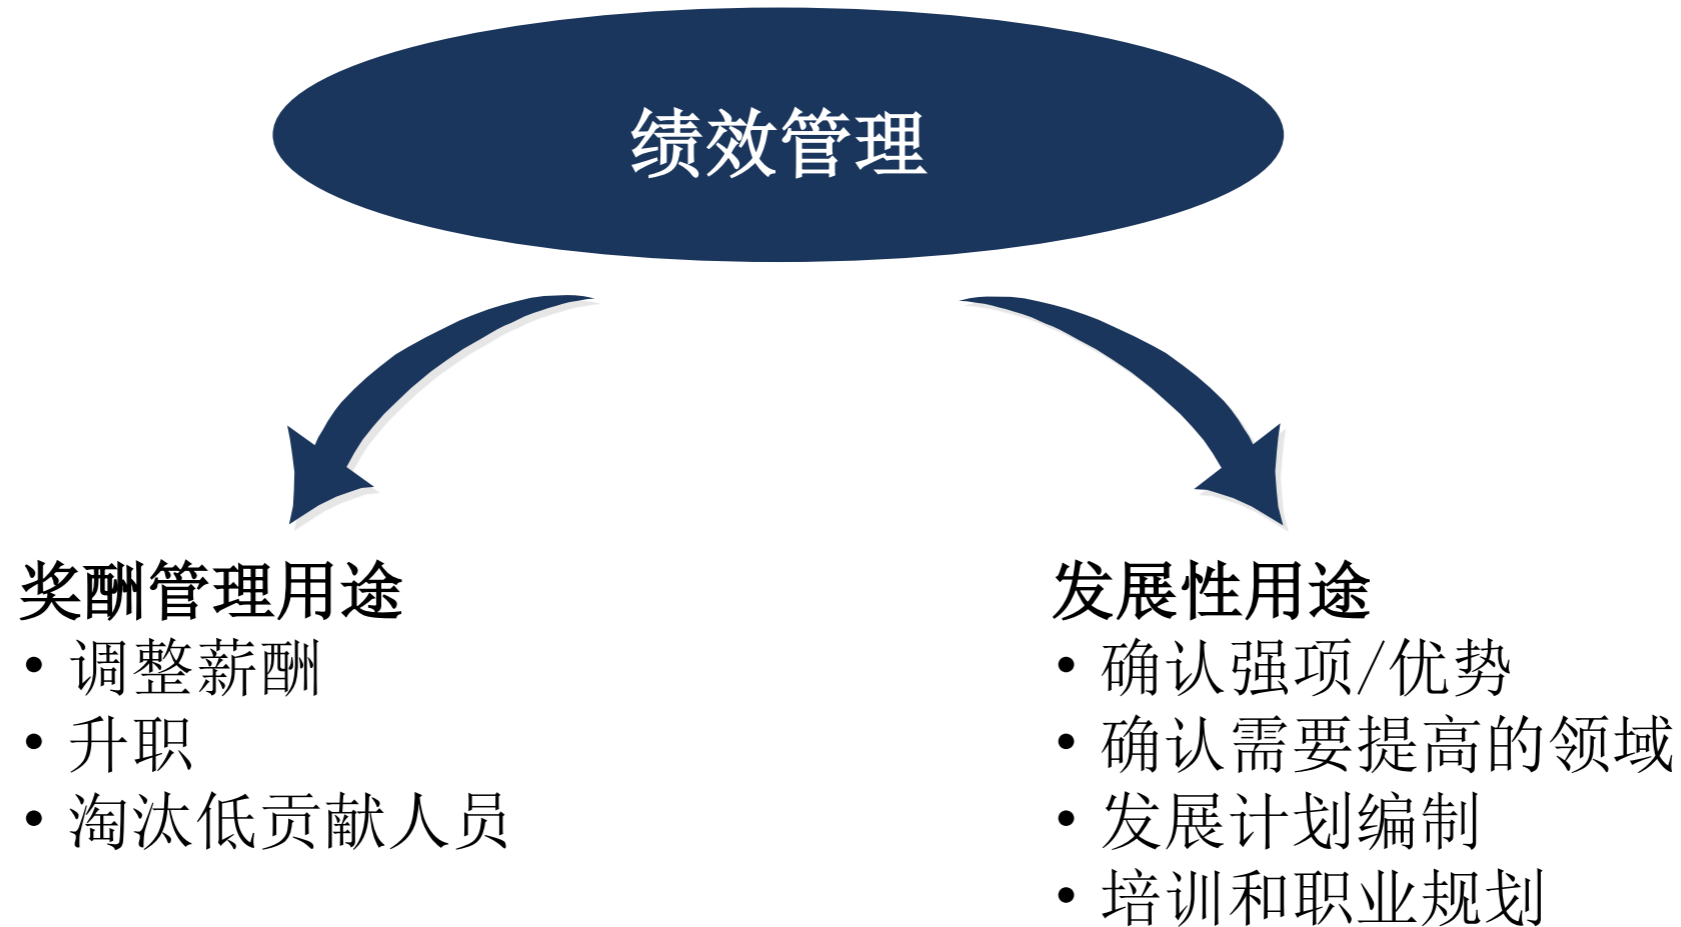 绩效管理
奖酬管理用途
• 调整薪酬
• 升职
• 淘汰低贡献人员
发展性用途
• 确认强项/优势
• 确认需要提高的领域
• 发展计划编制
• 培训和职业规划